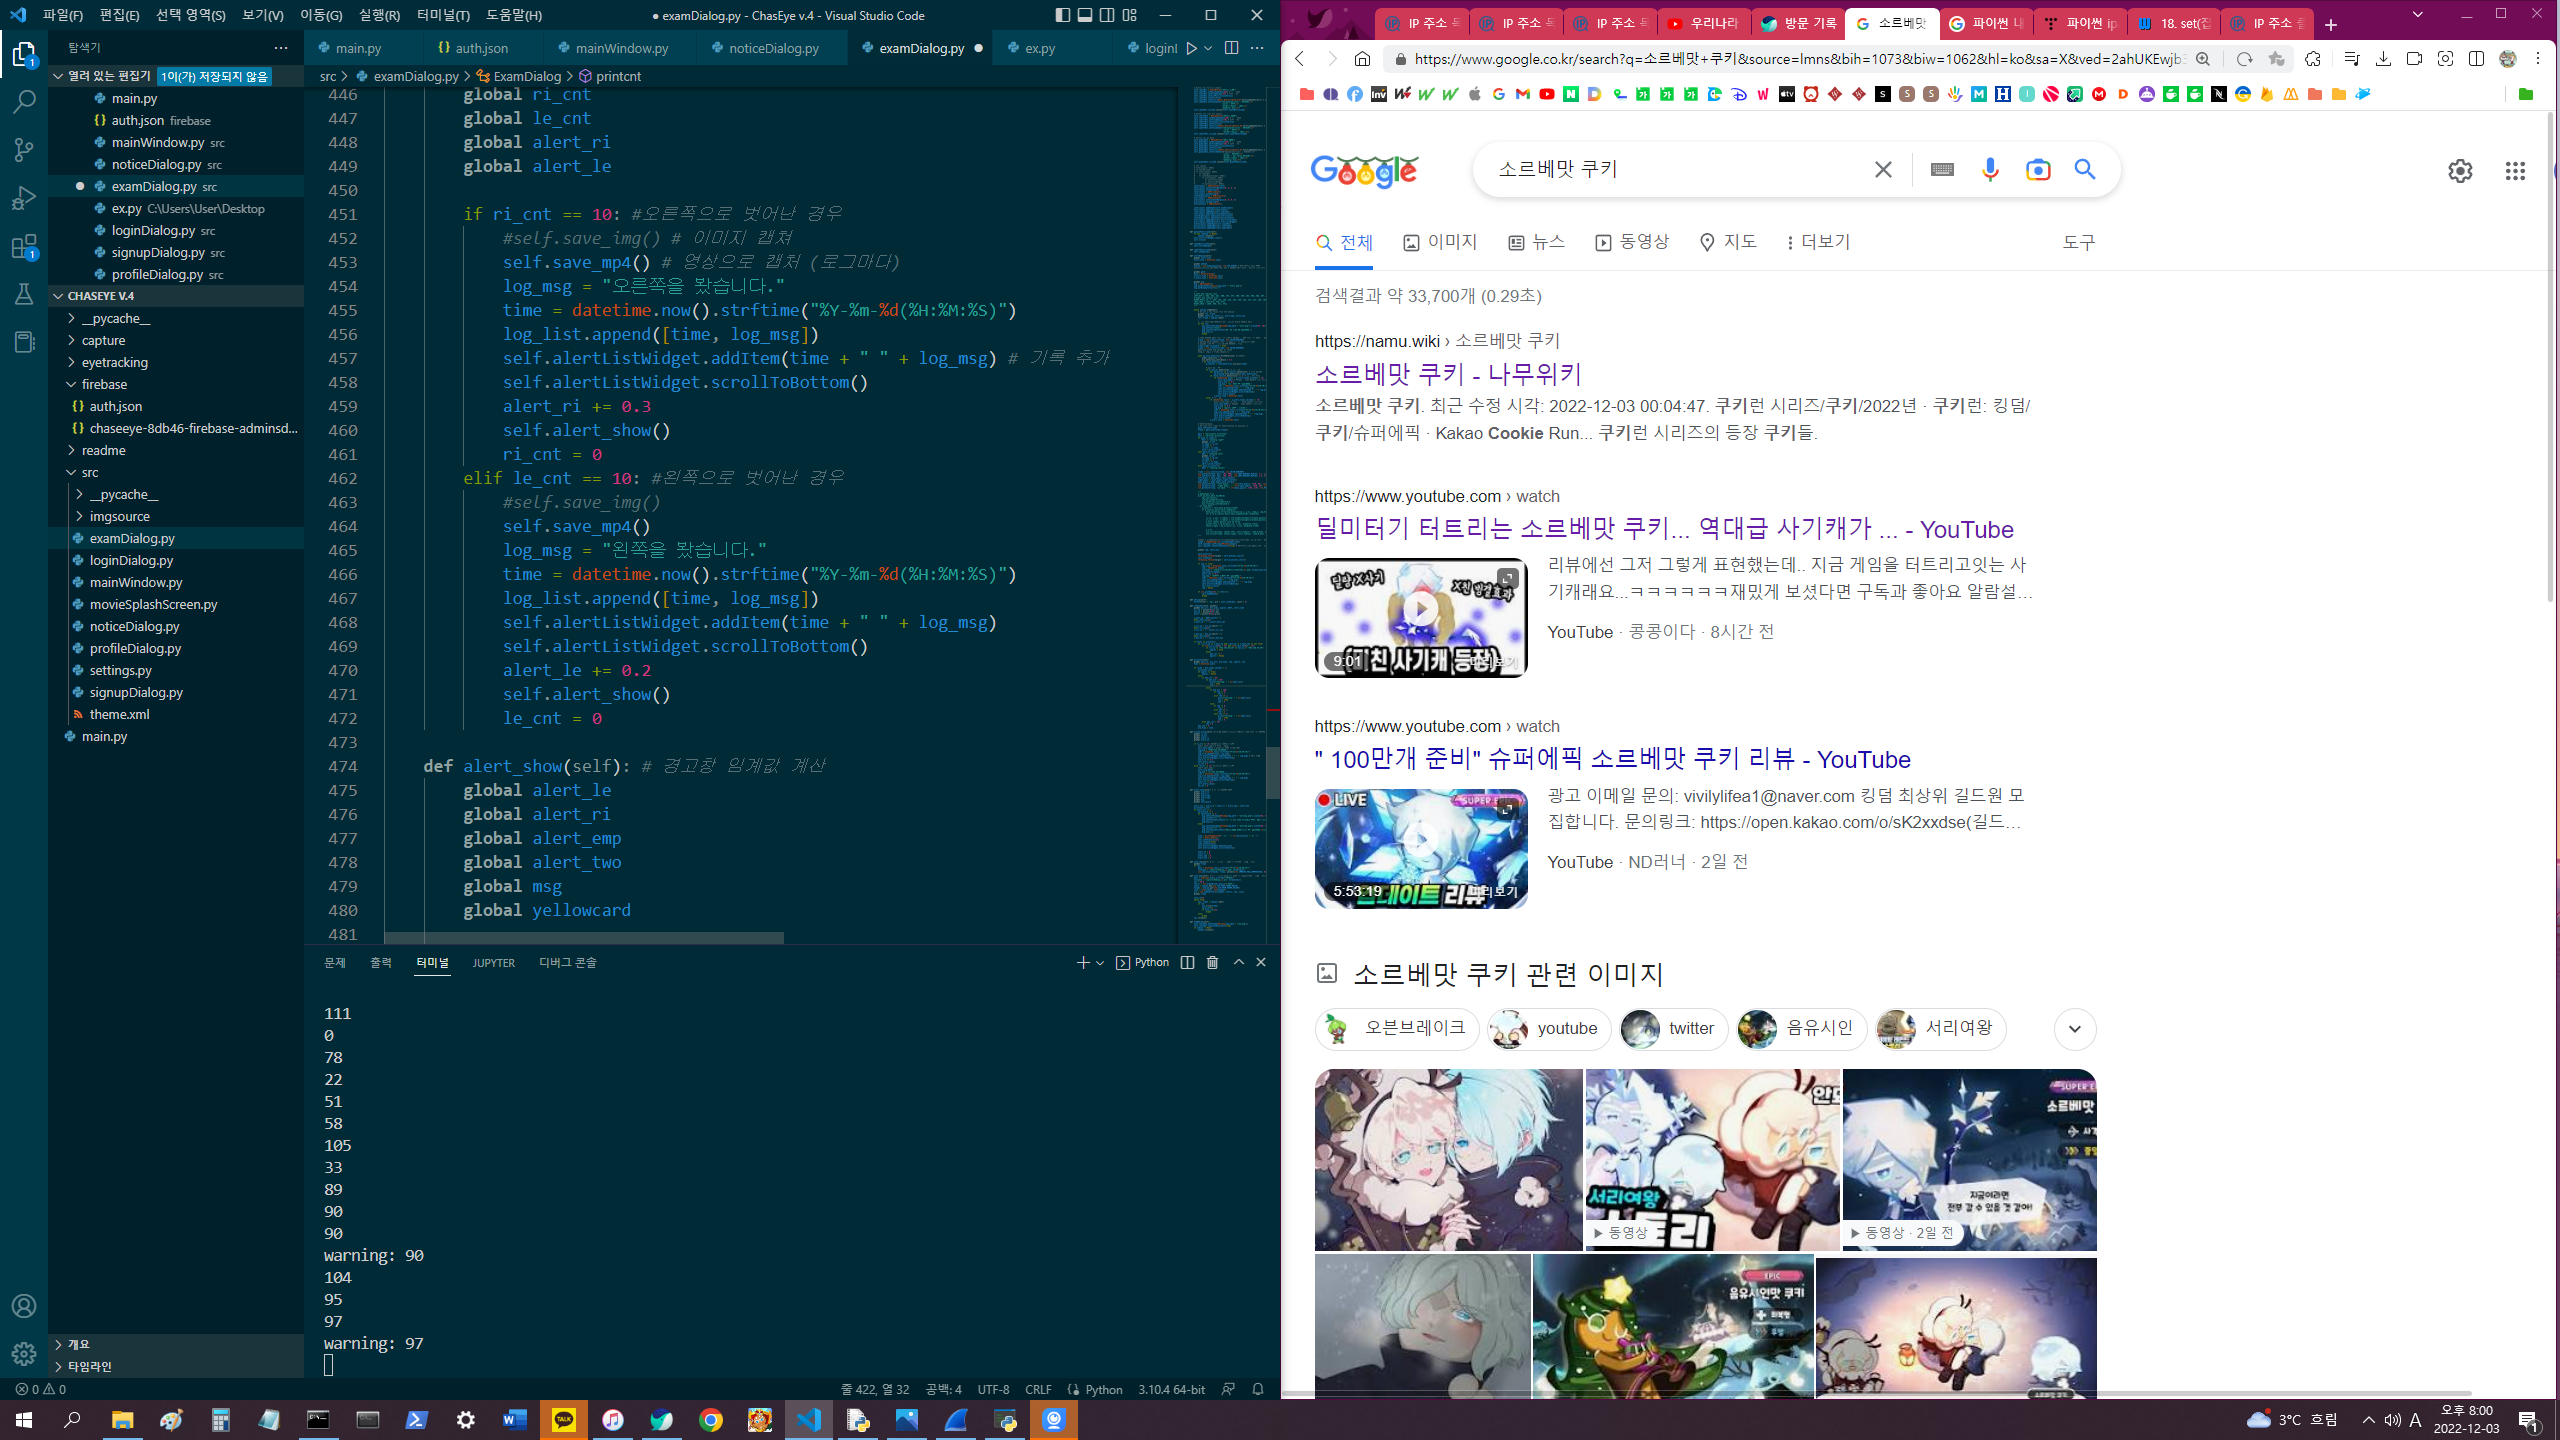 파일(F) 편집(E) 선택 영역(S) 보기(V) 이동(G) 실행(R) 터미널(T) 도움말(H)
● examDialog.py - ChasEye v.4 - Visual Studio Code
탐색기
열려 있는 편집기 1이(가) 저장되지 않음
main.py
auth.json firebase
mainWindow.py src
noticeDialog.py src
examDialog.py src
ex.py C:\Users\User\Desktop
loginDialog.py src
signupDialog.py src
profileDialog.py src
CHASEYE V.4
__pycache__
capture
eyetracking
firebase
auth.json
chaseeye-8db46-firebase-adminsd...
readme
src
__pycache__
imgsource
examDialog.py
loginDialog.py
mainWindow.py
movieSplashScreen.py
noticeDialog.py
profileDialog.py
settings.py
signupDialog.py
theme.xml
main.py
개요
타임라인
main.py auth.json mainWindow.py noticeDialog.py examDialog.py ex.py loginI
src > examDialog.py > ExamDialog > printcnt
446 global ri_cnt
447 global le_cnt
448 global alert_ri
449 global alert_le
450
451 if ri_cnt == 10: #오른쪽으로 벗어난 경우
452 #self.save_img() # 이미지 캡쳐
453 self.save_mp4() # 영상으로 캡처 (로그마다)
454 log_msg = "오른쪽을 봤습니다."
455 time = datetime.now().strftime("%Y-%m-%d(%H:%M:%S)")
456 log_list.append([time, log_msg])
457 self.alertListWidget.addItem(time + " " + log_msg) # 기록 추가
458 self.alertListWidget.scrollToBottom()
459 alert_ri += 0.3
460 self.alert_show()
461 ri_cnt = 0
462 elif le_cnt == 10: #왼쪽으로 벗어난 경우
463 #self.save_img()
464 self.save_mp4()
465 log_msg = "왼쪽을 봤습니다."
466 time = datetime.now().strftime("%Y-%m-%d(%H:%M:%S)")
467 log_list.append([time, log_msg])
468 self.alertListWidget.addItem(time + " " + log_msg)
469 self.alertListWidget.scrollToBottom()
470 alert_le += 0.2
471 self.alert_show()
472 le_cnt = 0
473
474 def alert_show(self): # 경고창 임계값 계산
475 global alert_le
476 global alert_ri
477 global alert_emp
478 global alert_two
479 global msg
480 global yellowcard
481
문제 출력 터미널 JUPYTER 디버그 콘솔
Python
111
0
78
22
51
58
105
33
89
90
90
warning: 90
104
95
97
warning: 97
0 0
줄 422, 열 32 공백: 4 UTF-8 CRLF Python 3.10.4 64-bit
IP 주소 IP 주소 IP 주소 우리나라 방문 기록 소르베맛 파이썬 파이썬 ip 18. set(집 IP 주소
https://www.google.co.kr/search?q=소르베맛+쿠키&source=lmns&bih=1073&biw=1062&hl=ko&sa=X&ved=2ahUKEwjb
Google
소르베맛 쿠키
전체 이미지 뉴스 동영상 지도 더보기 도구
검색결과 약 33,700개 (0.29초)
https://namu.wiki › 소르베맛 쿠키
소르베맛 쿠키 - 나무위키
소르베맛 쿠키. 최근 수정 시각: 2022-12-03 00:04:47. 쿠키런 시리즈/쿠키/2022년 · 쿠키런: 킹덤/
쿠키/슈퍼에픽 · Kakao Cookie Run... 쿠키런 시리즈의 등장 쿠키들.
https://www.youtube.com › watch
딜미터기 터트리는 소르베맛 쿠키... 역대급 사기캐가 ... - YouTube
리뷰에선 그저 그렇게 표현했는데.. 지금 게임을 터트리고잇는 사
기캐래요...ㅋㅋㅋㅋㅋㅋ재밌게 보셨다면 구독과 좋아요 알람설...
YouTube · 콩콩이다 · 8시간 전
9:01
https://www.youtube.com › watch
" 100만개 준비" 슈퍼에픽 소르베맛 쿠키 리뷰 - YouTube
LIVE
광고 이메일 문의: vivilylifea1@naver.com 킹덤 최상위 길드원 모
집합니다. 문의링크: https://open.kakao.com/o/sK2xxdse(길드...
YouTube · ND러너 · 2일 전
5:53:19
소르베맛 쿠키 관련 이미지
오븐브레이크 youtube twitter 음유시인 서리여왕
서리여왕
동영상
SUPER E
소르베맛
지금이라면
전부 갈 수 있을 것 같아!
동영상 · 2일 전
EPIC
음유시인맛 쿠키
3°C 흐림
A
오후 8:00
2022-12-03
1